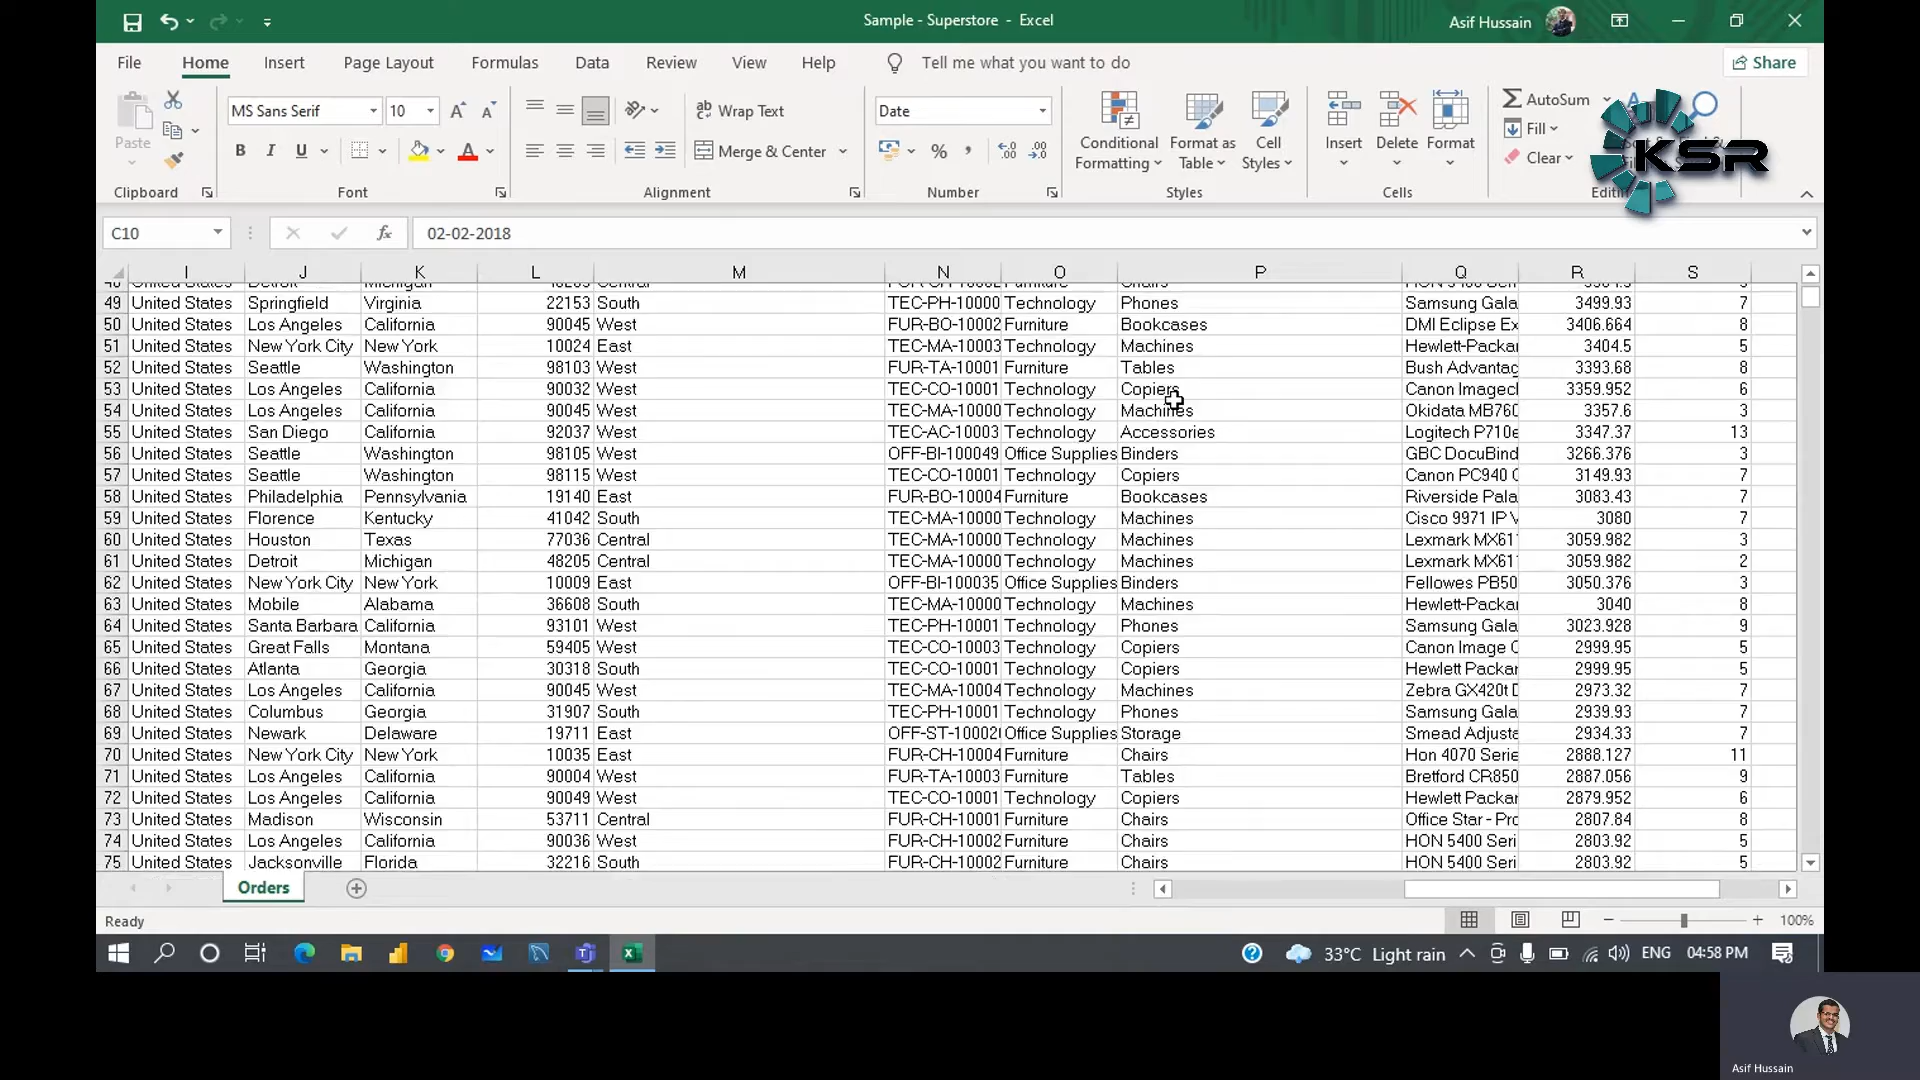 Sample - Superstore - Excel
Asif Hussain
File Home Insert Page Layout Formulas Data Review View Help Tell me what you want to do Share
Paste
MS Sans Serif 10
Wrap Text
Date
Conditional Formatting
Format as Table
Cell Styles
Insert Delete Format
AutoSum
Fill
Clear
B I U
Merge & Center
KSR
Clipboard Font Alignment Number Styles Cells
C10 fx 02-02-2018
I J K L M N O P Q R S
49 United States Springfield Virginia 22153 South TEC-PH-10000 Technology Phones Samsung Gala 3499.93 7
50 United States Los Angeles California 90045 West FUR-BO-10002 Furniture Bookcases DMI Eclipse Ex 3406.664 8
51 United States New York City New York 10024 East TEC-MA-10003 Technology Machines Hewlett-Packar 3404.5 5
52 United States Seattle Washington 98103 West FUR-TA-10001 Furniture Tables Bush Advantag 3393.68 8
53 United States Los Angeles California 90032 West TEC-CO-10001 Technology Copiers Canon Imagecl 3359.952 6
54 United States Los Angeles California 90045 West TEC-MA-10000 Technology Machines Okidata MB760 3357.6 3
55 United States San Diego California 92037 West TEC-AC-10003 Technology Accessories Logitech P710e 3347.37 13
56 United States Seattle Washington 98105 West OFF-BI-100049 Office Supplies Binders GBC DocuBind 3266.376 3
57 United States Seattle Washington 98115 West TEC-CO-10001 Technology Copiers Canon PC940 C 3149.93 7
58 United States Philadelphia Pennsylvania 19140 East FUR-BO-10004 Furniture Bookcases Riverside Pala 3083.43 7
59 United States Florence Kentucky 41042 South TEC-MA-10000 Technology Machines Cisco 9971 IP V 3080 7
60 United States Houston Texas 77036 Central TEC-MA-10000 Technology Machines Lexmark MX611 3059.982 3
61 United States Detroit Michigan 48205 Central TEC-MA-10000 Technology Machines Lexmark MX611 3059.982 2
62 United States New York City New York 10009 East OFF-BI-100035 Office Supplies Binders Fellowes PB50 3050.376 3
63 United States Mobile Alabama 36608 South TEC-MA-10000 Technology Machines Hewlett-Packar 3040 8
64 United States Santa Barbara California 93101 West TEC-PH-10001 Technology Phones Samsung Gala 3023.928 9
65 United States Great Falls Montana 59405 West TEC-CO-10003 Technology Copiers Canon Image C 2999.95 5
66 United States Atlanta Georgia 30318 South TEC-CO-10001 Technology Copiers Hewlett Packar 2999.95 5
67 United States Los Angeles California 90045 West TEC-MA-10004 Technology Machines Zebra GX420t D 2973.32 7
68 United States Columbus Georgia 31907 South TEC-PH-10001 Technology Phones Samsung Gala 2939.93 7
69 United States Newark Delaware 19711 East OFF-ST-10002 Office Supplies Storage Smead Adjusta 2934.33 7
70 United States New York City New York 10035 East FUR-CH-10004 Furniture Chairs Hon 4070 Serie 2888.127 11
71 United States Los Angeles California 90004 West FUR-TA-10003 Furniture Tables Bretford CR850 2887.056 9
72 United States Los Angeles California 90049 West TEC-CO-10001 Technology Copiers Hewlett Packar 2879.952 6
73 United States Madison Wisconsin 53711 Central FUR-CH-10001 Furniture Chairs Office Star - Pro 2807.84 8
74 United States Los Angeles California 90036 West FUR-CH-10002 Furniture Chairs HON 5400 Seri 2803.92 5
75 United States Jacksonville Florida 32216 South FUR-CH-10002 Furniture Chairs HON 5400 Seri 2803.92 5
Orders
Ready 100%
33°C Light rain ENG 04:58 PM
Asif Hussain